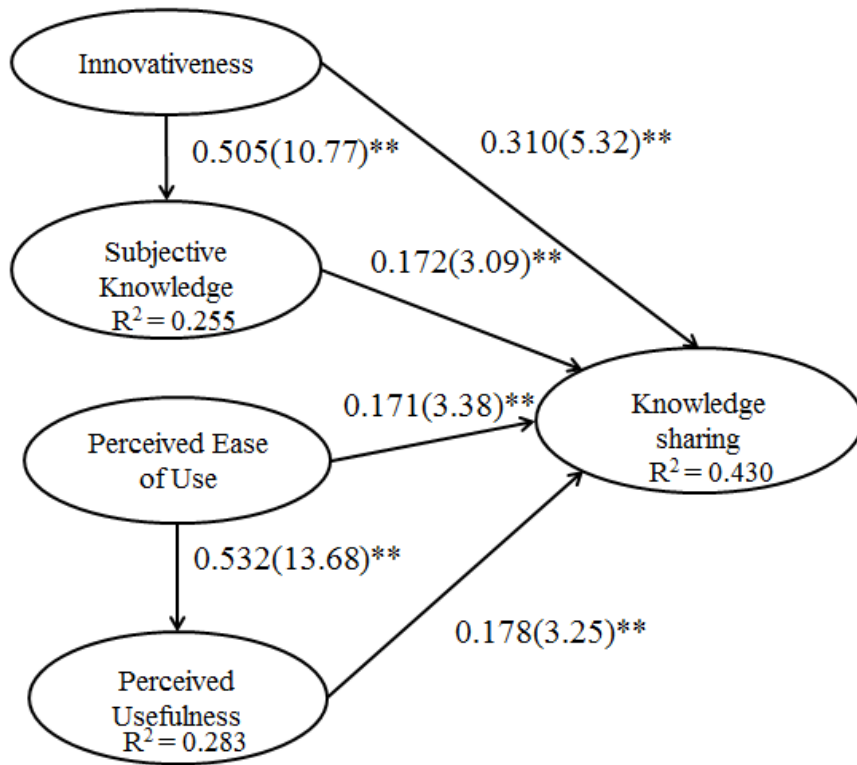 Innovativeness
0.505(10.77)**
0.310(5.32)**
Subjective
Knowledge
R² = 0.255
0.172(3.09)**
Perceived Ease
of Use
0.171(3.38)**
Knowledge
sharing
R² = 0.430
0.532(13.68)**
0.178(3.25)**
Perceived
Usefulness
R² = 0.283